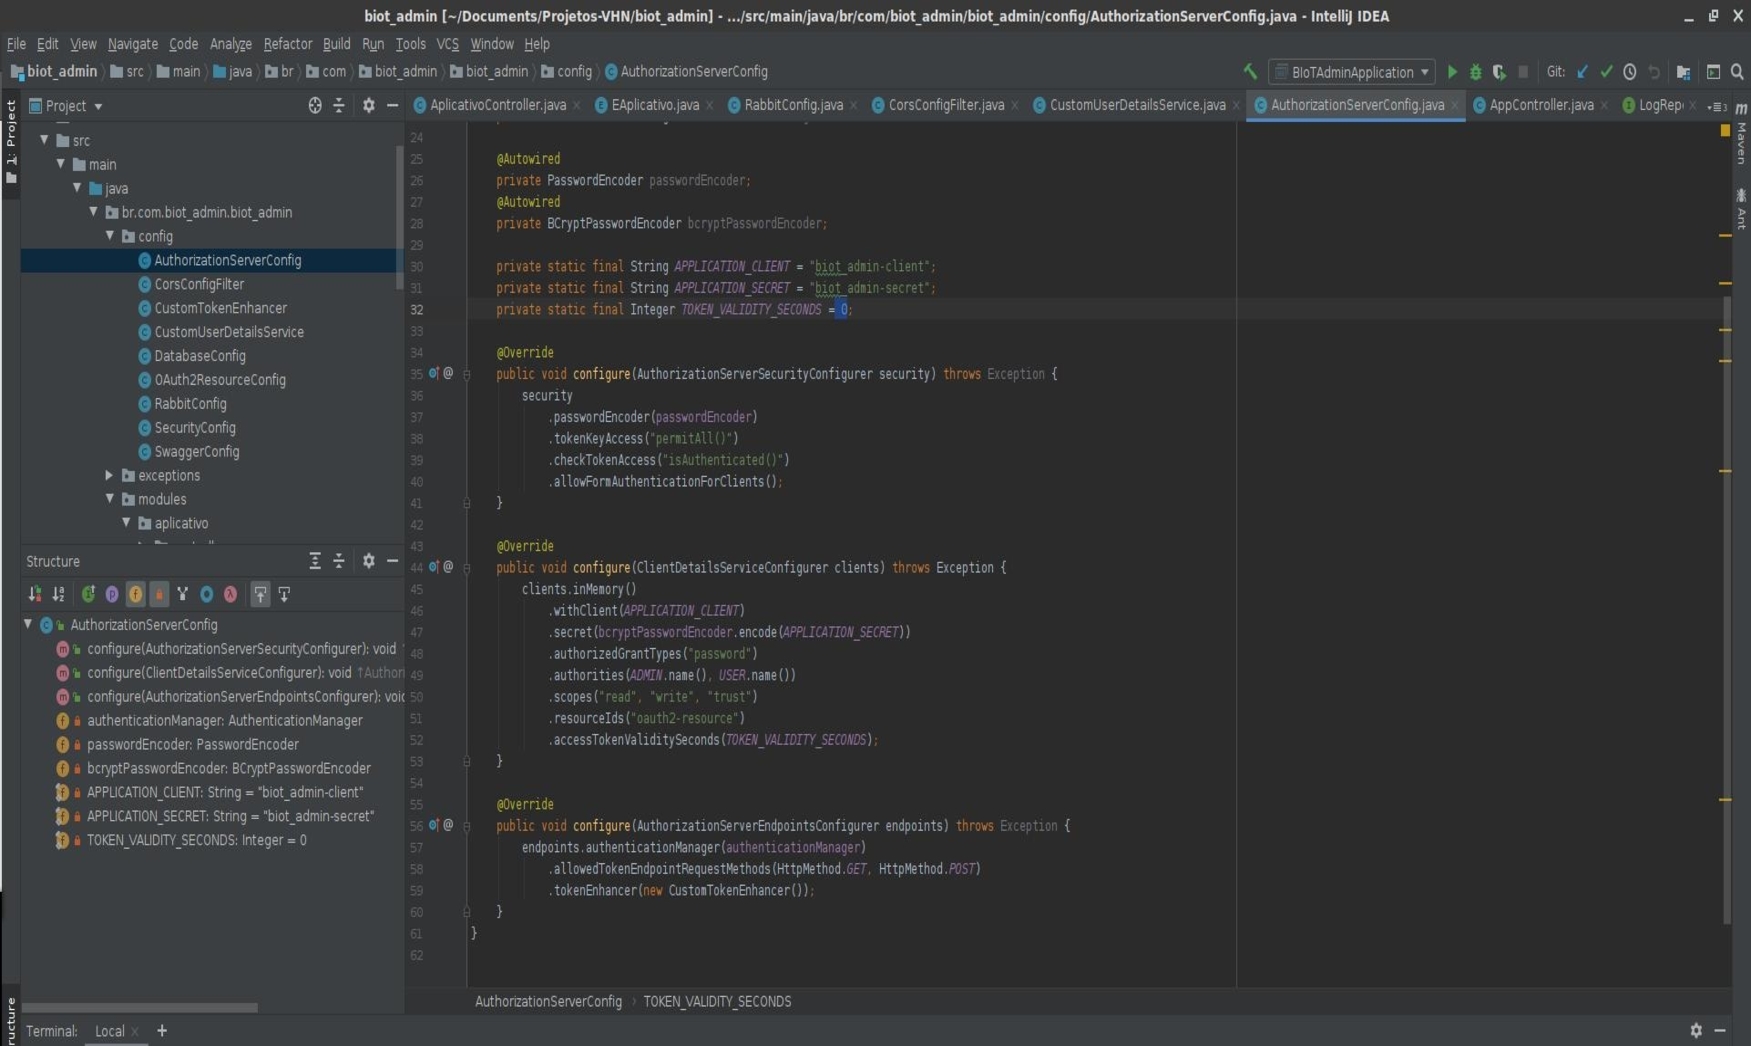 biot_admin [~/Documents/Projetos-VHN/biot_admin] - .../src/main/java/br/com/biot_admin/biot_admin/config/AuthorizationServerConfig.java - IntelliJ IDEA
File Edit View Navigate Code Analyze Refactor Build Run Tools VCS Window Help
biot_admin src main java br com biot_admin biot_admin config AuthorizationServerConfig
BIoTAdminApplication Git:
1: Project
Project
AplicativoController.java EAplicativo.java RabbitConfig.java CorsConfigFilter.java CustomUserDetailsService.java AuthorizationServerConfig.java AppController.java LogRep
Maven
Ant
src
main
java
br.com.biot_admin.biot_admin
config
AuthorizationServerConfig
CorsConfigFilter
CustomTokenEnhancer
CustomUserDetailsService
DatabaseConfig
OAuth2ResourceConfig
RabbitConfig
SecurityConfig
SwaggerConfig
exceptions
modules
aplicativo
Structure
AuthorizationServerConfig
configure(AuthorizationServerSecurityConfigurer): void
configure(ClientDetailsServiceConfigurer): void ↑Authori
configure(AuthorizationServerEndpointsConfigurer): void
authenticationManager: AuthenticationManager
passwordEncoder: PasswordEncoder
bcryptPasswordEncoder: BCryptPasswordEncoder
APPLICATION_CLIENT: String = "biot_admin-client"
APPLICATION_SECRET: String = "biot_admin-secret"
TOKEN_VALIDITY_SECONDS: Integer = 0
24
25 @Autowired
26 private PasswordEncoder passwordEncoder;
27 @Autowired
28 private BCryptPasswordEncoder bcryptPasswordEncoder;
29
30 private static final String APPLICATION_CLIENT = "biot_admin-client";
31 private static final String APPLICATION_SECRET = "biot_admin-secret";
32 private static final Integer TOKEN_VALIDITY_SECONDS = 0;
33
34 @Override
35 @ public void configure(AuthorizationServerSecurityConfigurer security) throws Exception {
36 security
37 .passwordEncoder(passwordEncoder)
38 .tokenKeyAccess("permitAll()")
39 .checkTokenAccess("isAuthenticated()")
40 .allowFormAuthenticationForClients();
41 }
42
43 @Override
44 @ public void configure(ClientDetailsServiceConfigurer clients) throws Exception {
45 clients.inMemory()
46 .withClient(APPLICATION_CLIENT)
47 .secret(bcryptPasswordEncoder.encode(APPLICATION_SECRET))
48 .authorizedGrantTypes("password")
49 .authorities(ADMIN.name(), USER.name())
50 .scopes("read", "write", "trust")
51 .resourceIds("oauth2-resource")
52 .accessTokenValiditySeconds(TOKEN_VALIDITY_SECONDS);
53 }
54
55 @Override
56 @ public void configure(AuthorizationServerEndpointsConfigurer endpoints) throws Exception {
57 endpoints.authenticationManager(authenticationManager)
58 .allowedTokenEndpointRequestMethods(HttpMethod.GET, HttpMethod.POST)
59 .tokenEnhancer(new CustomTokenEnhancer());
60 }
61 }
62
AuthorizationServerConfig › TOKEN_VALIDITY_SECONDS
ructure
Terminal: Local × +